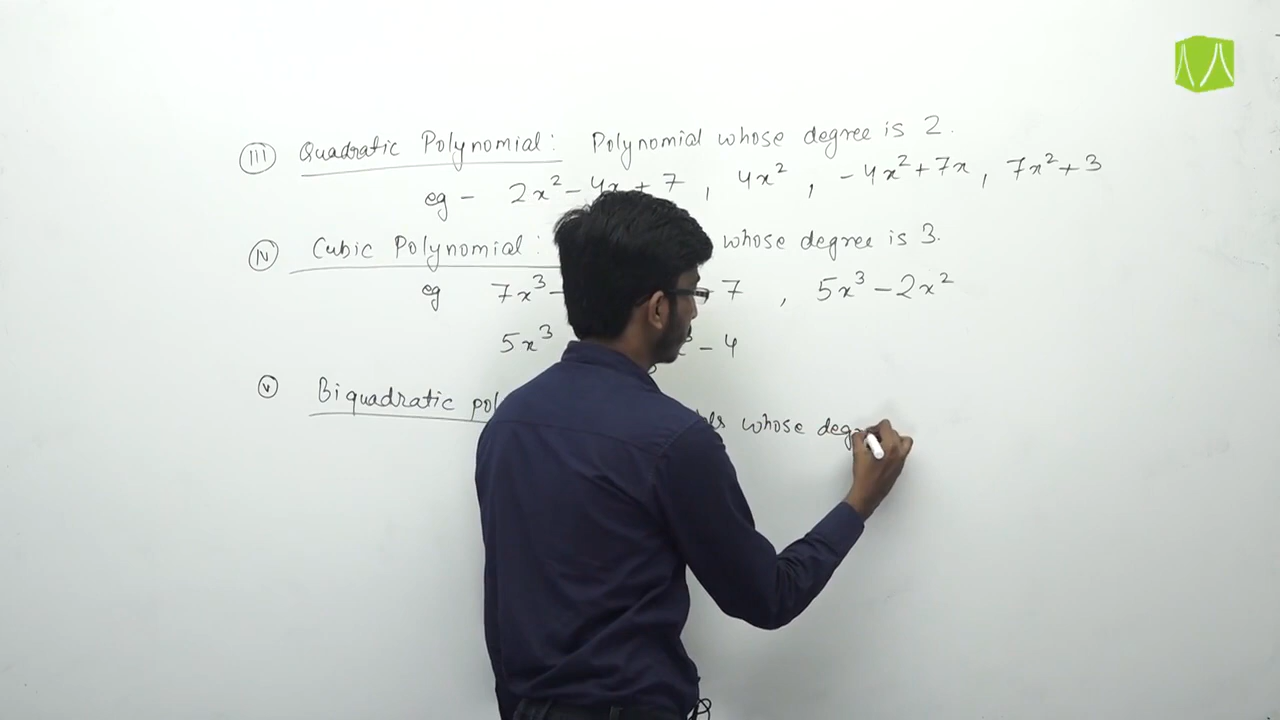 (III) Quadratic Polynomial: Polynomial whose degree is 2.
eg - 2x² - 4x + 7 , 4x² , -4x² + 7x , 7x² + 3
(IV) Cubic Polynomial : whose degree is 3.
eg 7x³ - 7 , 5x³ - 2x²
5x³ - 4
(V) Biquadratic whose